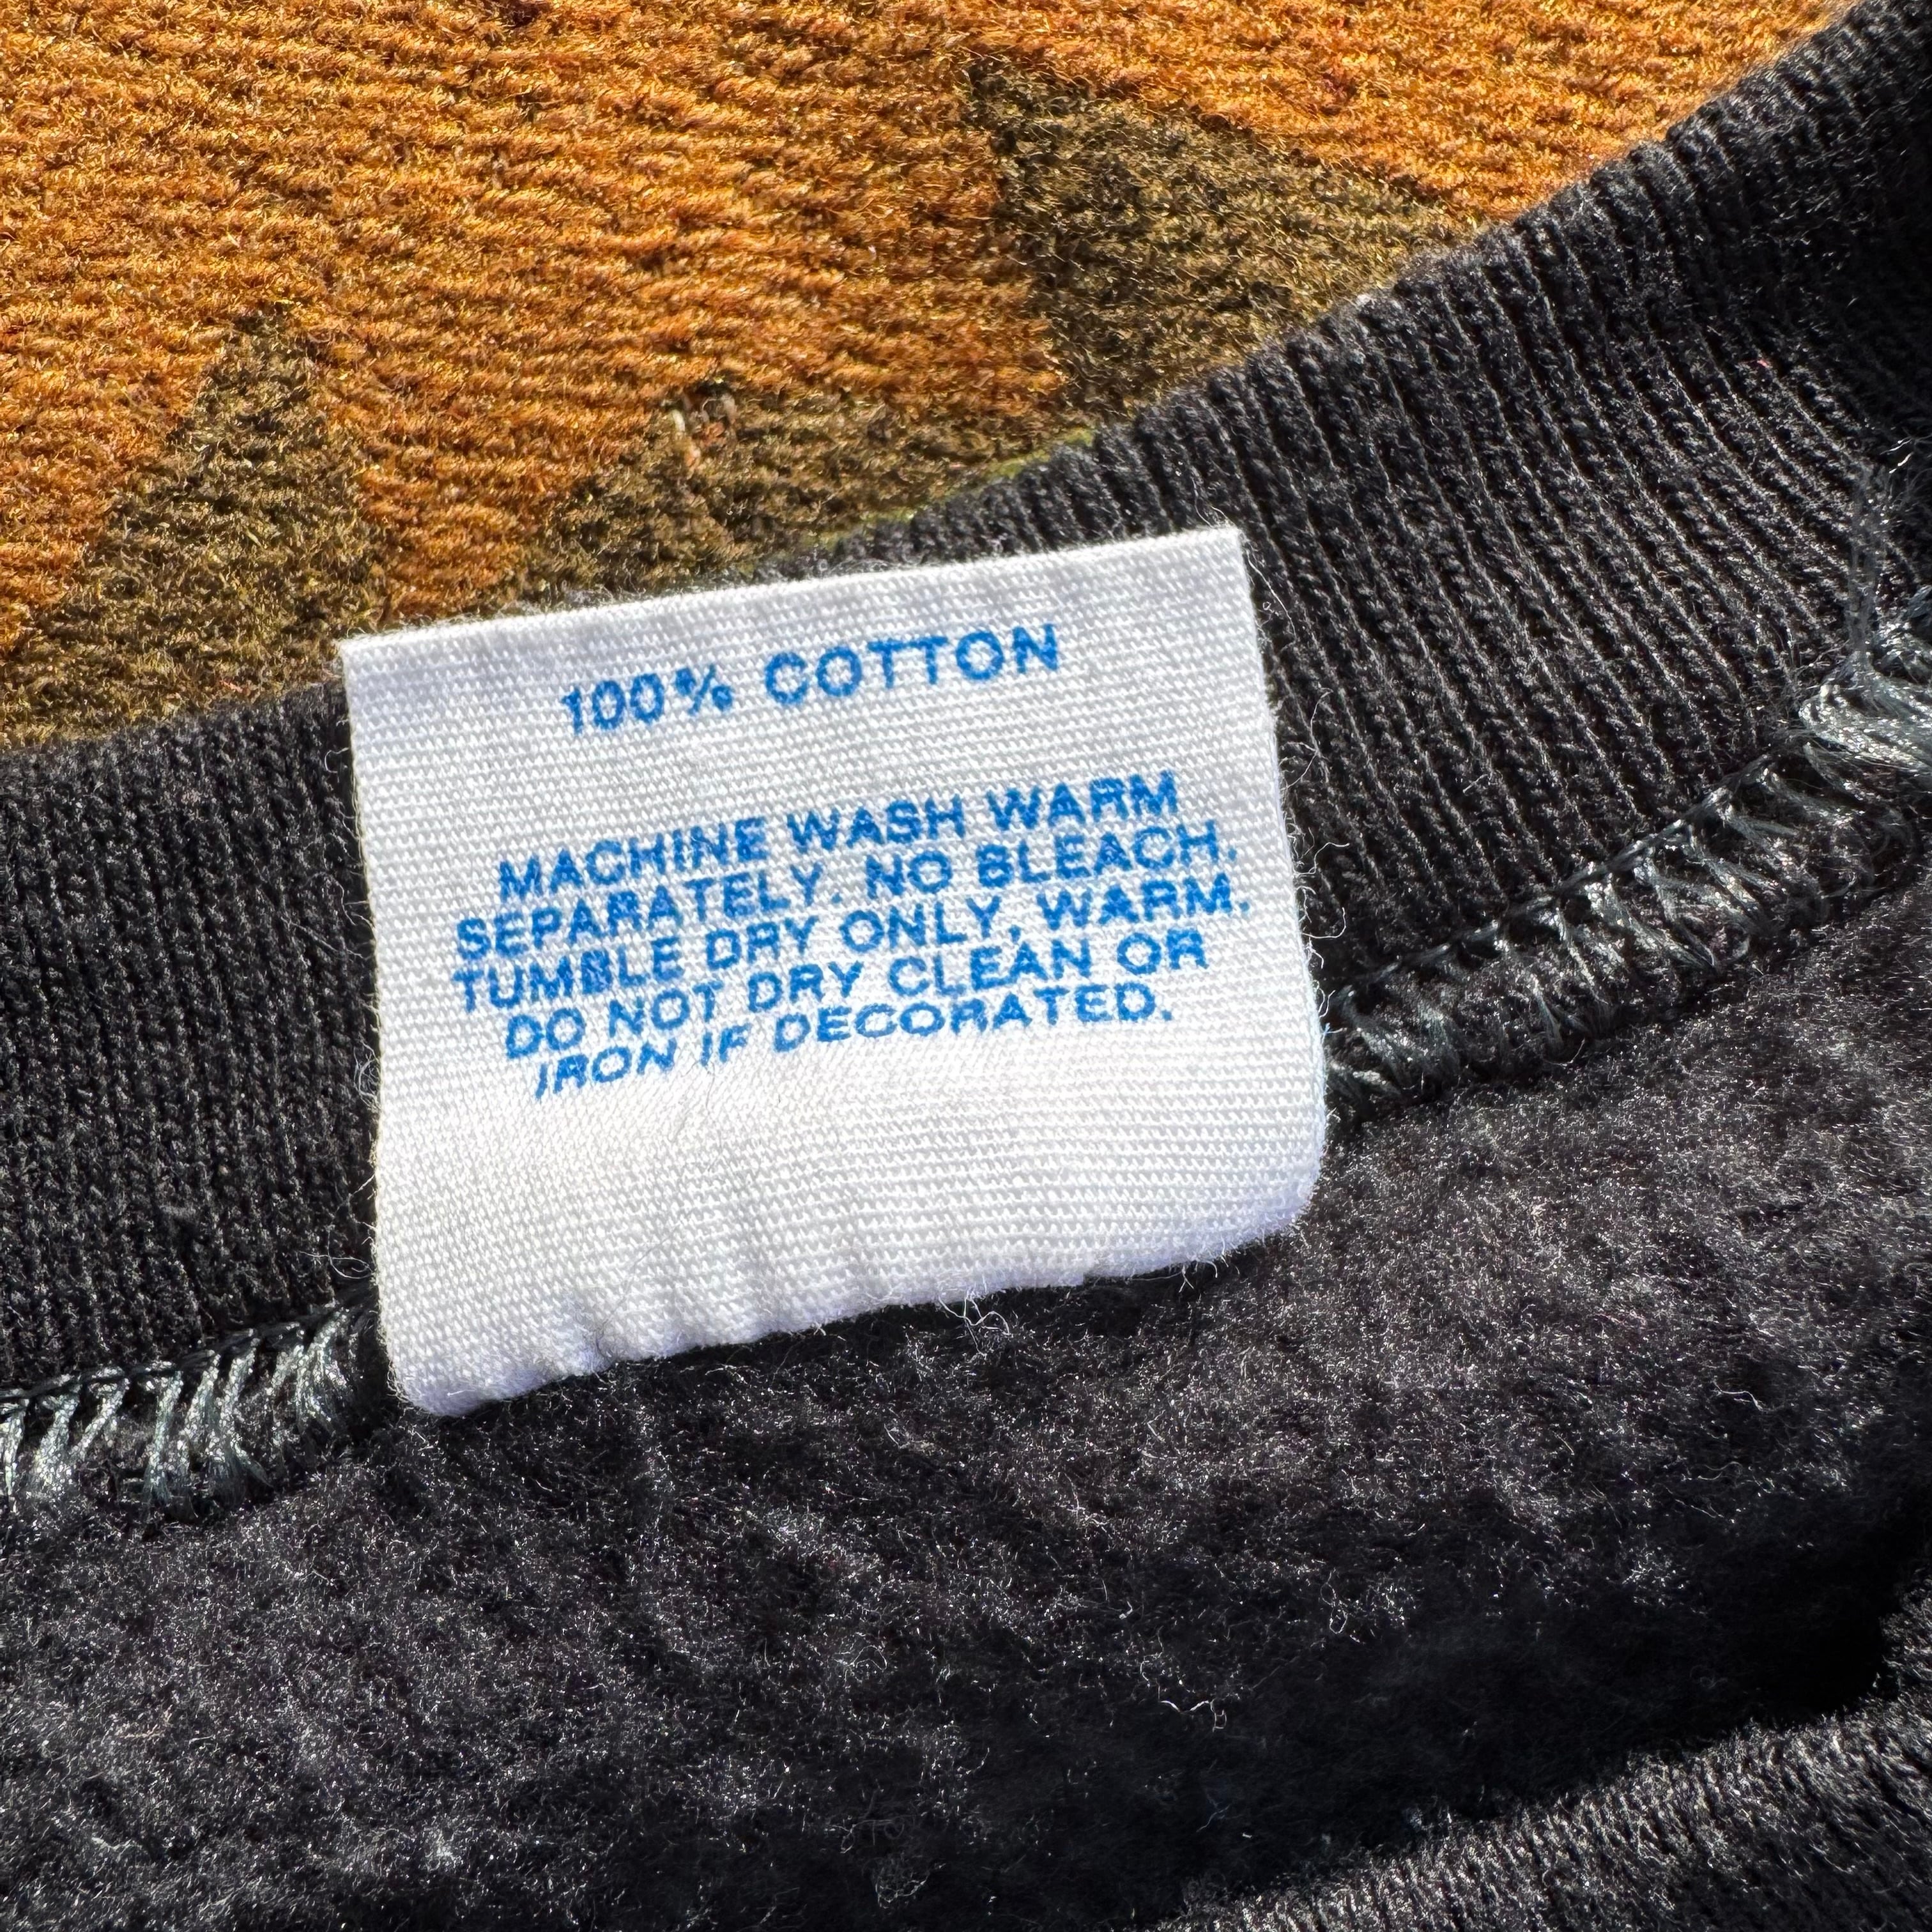 100% COTTON
MACHINE WASH WARM
SEPARATELY. NO BLEACH.
TUMBLE DRY ONLY, WARM.
DO NOT DRY CLEAN OR
IRON IF DECORATED.